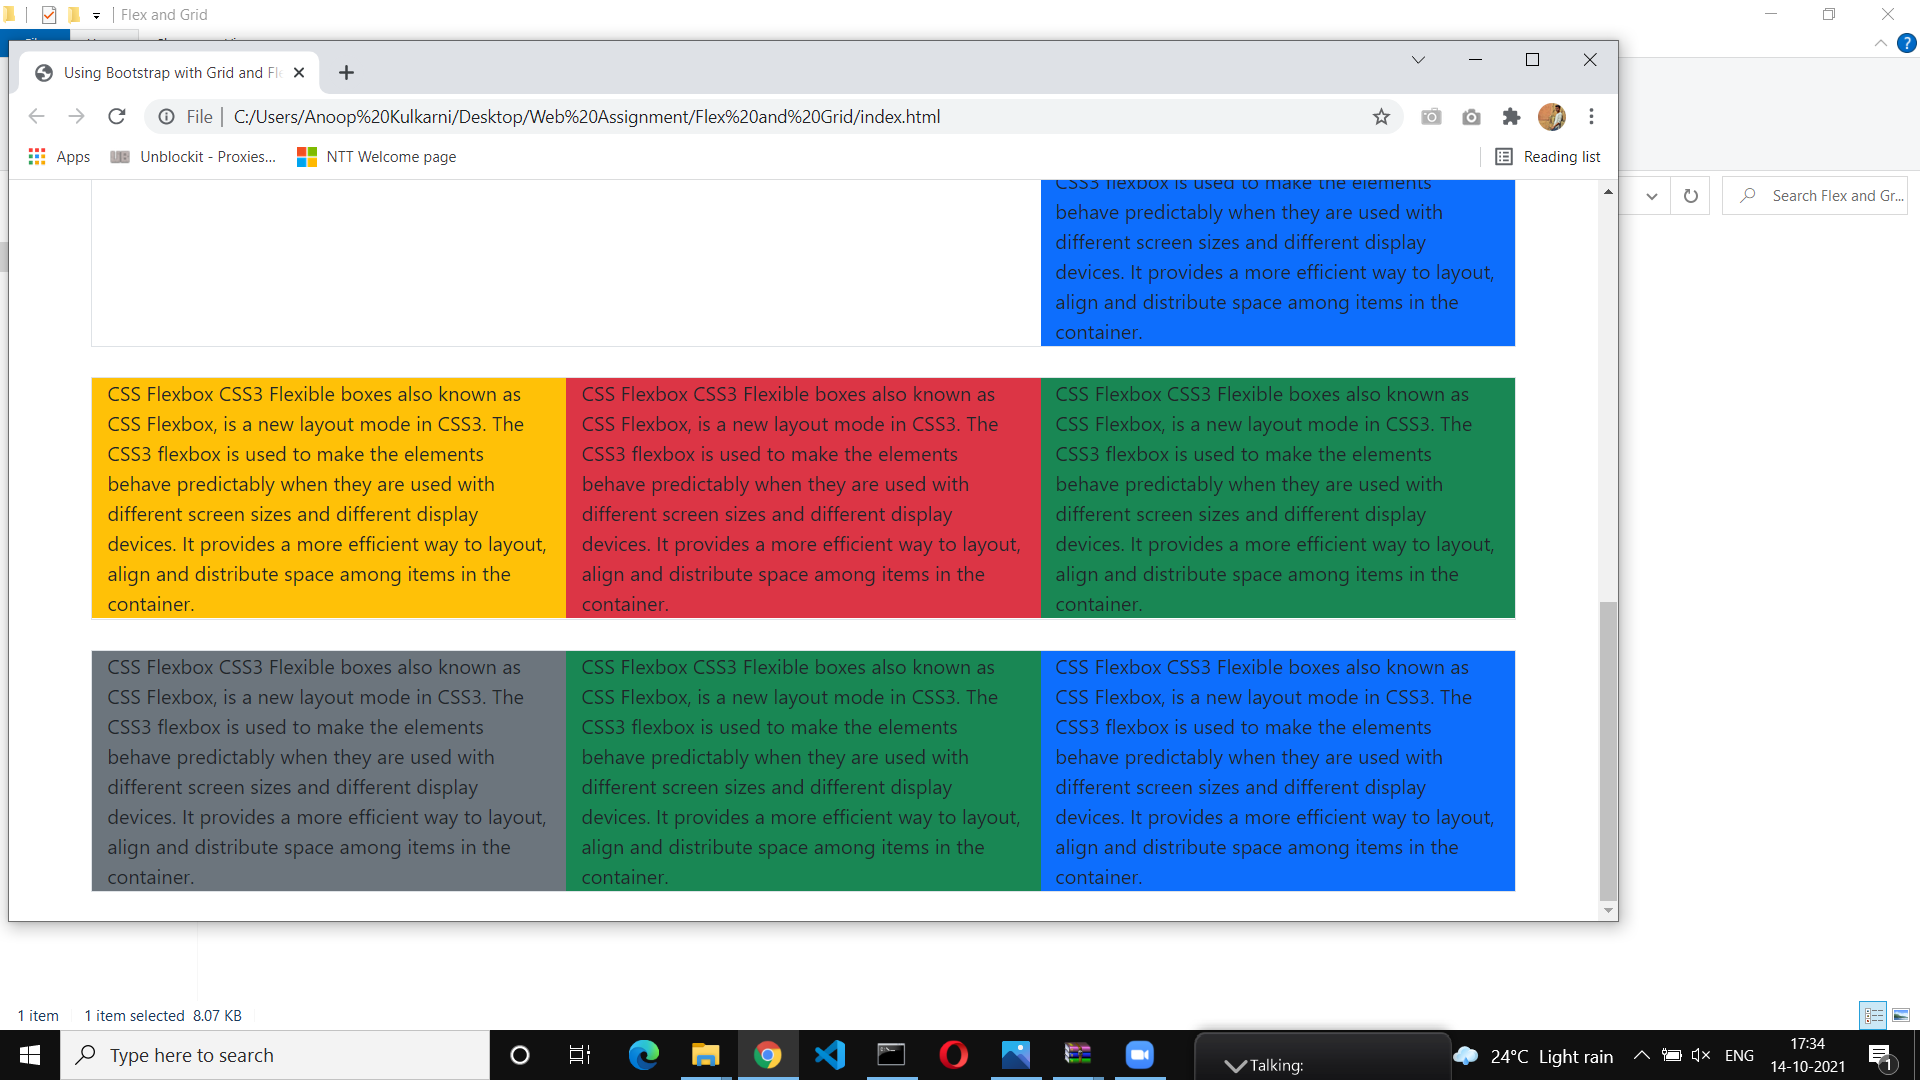 Flex and Grid
Using Bootstrap with Grid and Fle
File
C:/Users/Anoop%20Kulkarni/Desktop/Web%20Assignment/Flex%20and%20Grid/index.html
Apps
Unblockit - Proxies...
NTT Welcome page
Reading list
Search Flex and Gr...
CSS3 flexbox is used to make the elements
behave predictably when they are used with
different screen sizes and different display
devices. It provides a more efficient way to layout,
align and distribute space among items in the
container.
CSS Flexbox CSS3 Flexible boxes also known as
CSS Flexbox, is a new layout mode in CSS3. The
CSS3 flexbox is used to make the elements
behave predictably when they are used with
different screen sizes and different display
devices. It provides a more efficient way to layout,
align and distribute space among items in the
container.
CSS Flexbox CSS3 Flexible boxes also known as
CSS Flexbox, is a new layout mode in CSS3. The
CSS3 flexbox is used to make the elements
behave predictably when they are used with
different screen sizes and different display
devices. It provides a more efficient way to layout,
align and distribute space among items in the
container.
CSS Flexbox CSS3 Flexible boxes also known as
CSS Flexbox, is a new layout mode in CSS3. The
CSS3 flexbox is used to make the elements
behave predictably when they are used with
different screen sizes and different display
devices. It provides a more efficient way to layout,
align and distribute space among items in the
container.
CSS Flexbox CSS3 Flexible boxes also known as
CSS Flexbox, is a new layout mode in CSS3. The
CSS3 flexbox is used to make the elements
behave predictably when they are used with
different screen sizes and different display
devices. It provides a more efficient way to layout,
align and distribute space among items in the
container.
CSS Flexbox CSS3 Flexible boxes also known as
CSS Flexbox, is a new layout mode in CSS3. The
CSS3 flexbox is used to make the elements
behave predictably when they are used with
different screen sizes and different display
devices. It provides a more efficient way to layout,
align and distribute space among items in the
container.
CSS Flexbox CSS3 Flexible boxes also known as
CSS Flexbox, is a new layout mode in CSS3. The
CSS3 flexbox is used to make the elements
behave predictably when they are used with
different screen sizes and different display
devices. It provides a more efficient way to layout,
align and distribute space among items in the
container.
1 item
1 item selected 8.07 KB
Type here to search
Talking:
24°C Light rain
ENG
17:34
14-10-2021
1